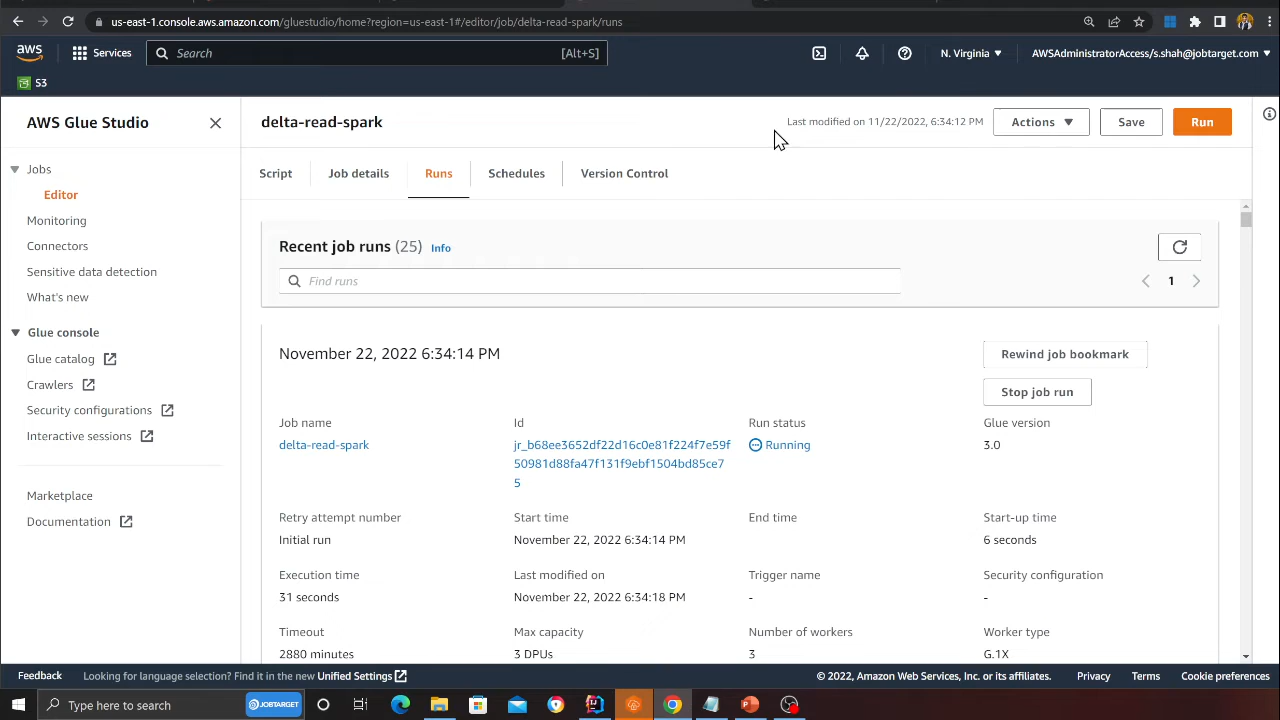 us-east-1.console.aws.amazon.com/gluestudio/home?region=us-east-1#/editor/job/delta-read-spark/runs
aws
Services
Search
[Alt+S]
N. Virginia
AWSAdministratorAccess/s.shah@jobtarget.com
S3
AWS Glue Studio
Jobs
Editor
Monitoring
Connectors
Sensitive data detection
What's new
Glue console
Glue catalog
Crawlers
Security configurations
Interactive sessions
Marketplace
Documentation
delta-read-spark
Last modified on 11/22/2022, 6:34:12 PM
Actions
Save
Run
Script
Job details
Runs
Schedules
Version Control
Recent job runs (25) Info
Find runs
1
November 22, 2022 6:34:14 PM
Rewind job bookmark
Stop job run
Job name
delta-read-spark
Id
jr_b68ee3652df22d16c0e81f224f7e59f
50981d88fa47f131f9ebf1504bd85ce7
5
Run status
Running
Glue version
3.0
Retry attempt number
Initial run
Start time
November 22, 2022 6:34:14 PM
End time
Start-up time
6 seconds
Execution time
31 seconds
Last modified on
November 22, 2022 6:34:18 PM
Trigger name
-
Security configuration
-
Timeout
2880 minutes
Max capacity
3 DPUs
Number of workers
3
Worker type
G.1X
Feedback
Looking for language selection? Find it in the new Unified Settings
© 2022, Amazon Web Services, Inc. or its affiliates.
Privacy
Terms
Cookie preferences
Type here to search
JOBTARGET